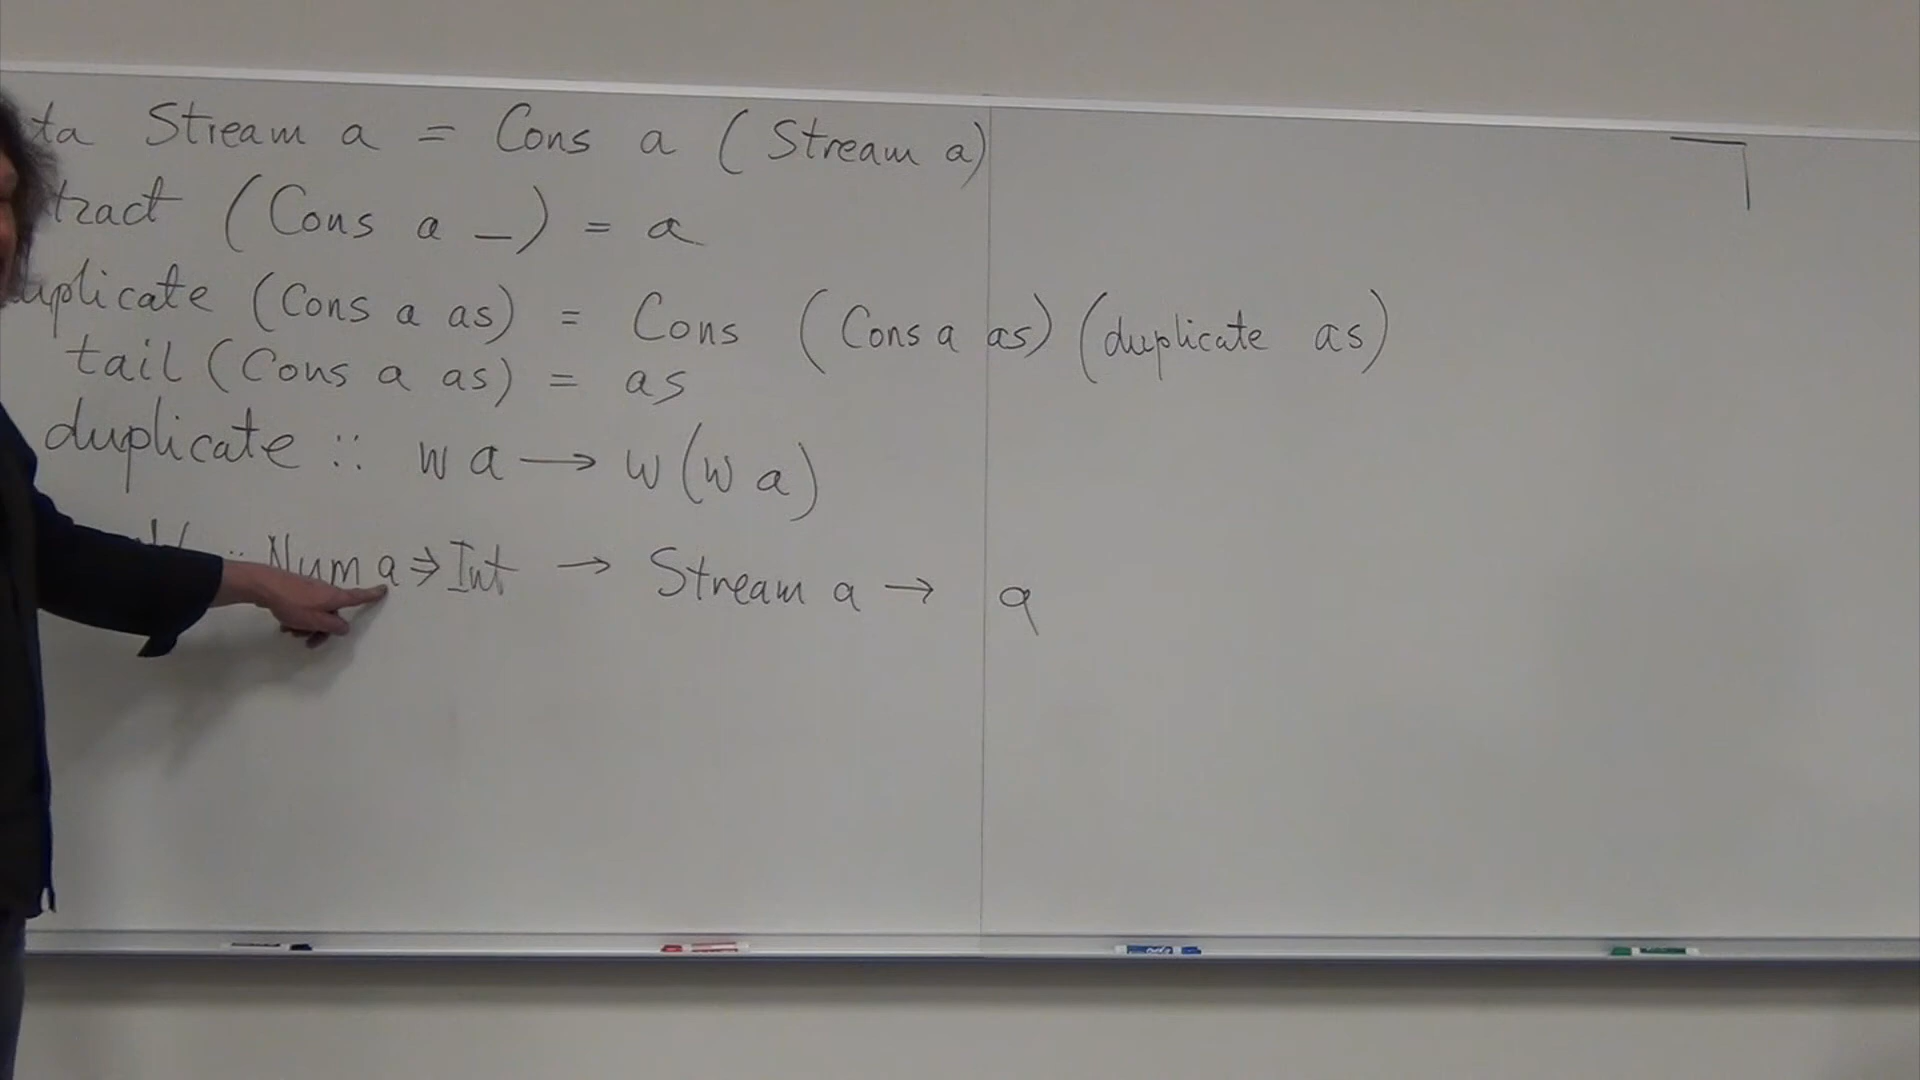 ta Stream a = Cons a (Stream a)
tract (Cons a _) = a
uplicate (Cons a as) = Cons (Cons a as) (duplicate as)
tail (Cons a as) = as
duplicate :: w a → w (w a)
:: Num a ⇒ Int → Stream a → a